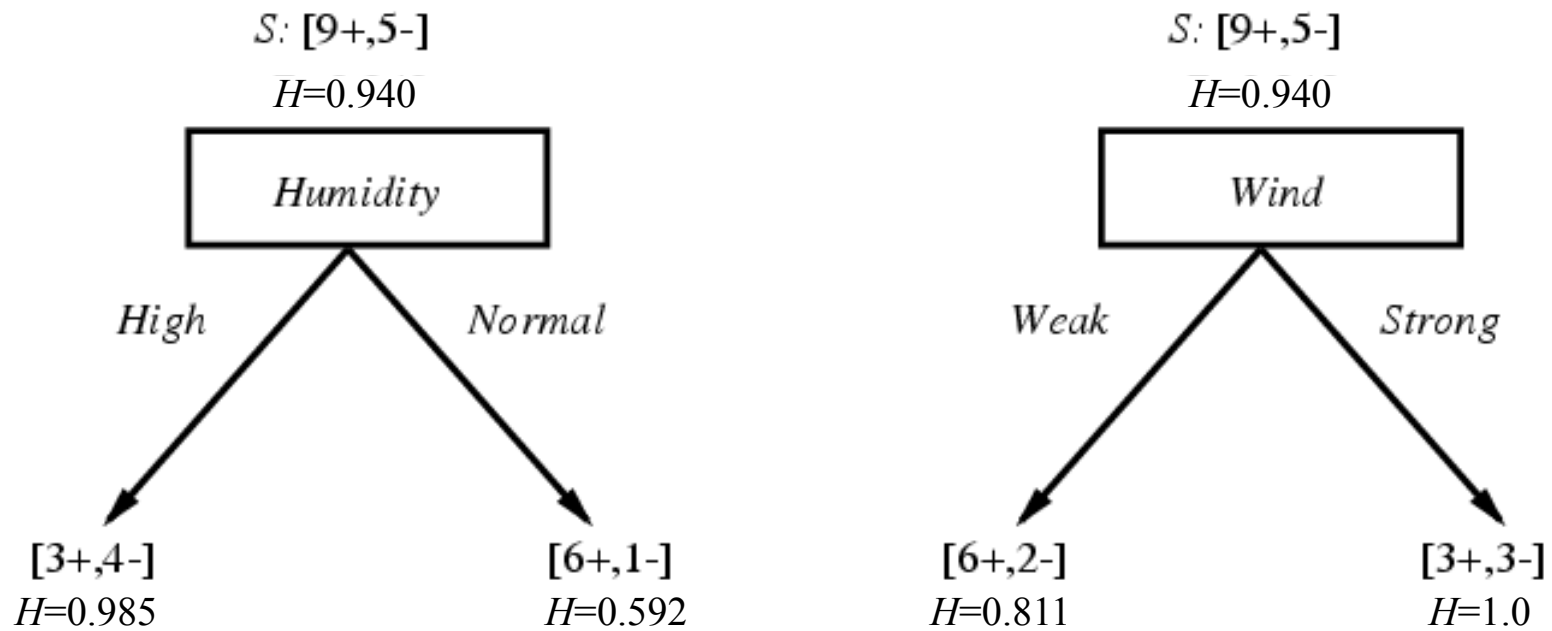 S: [9+,5-]
H=0.940
Humidity
High
Normal
[3+,4-]
[6+,1-]
H=0.985
H=0.592
S: [9+,5-]
H=0.940
Wind
Weak
Strong
[6+,2-]
[3+,3-]
H=0.811
H=1.0